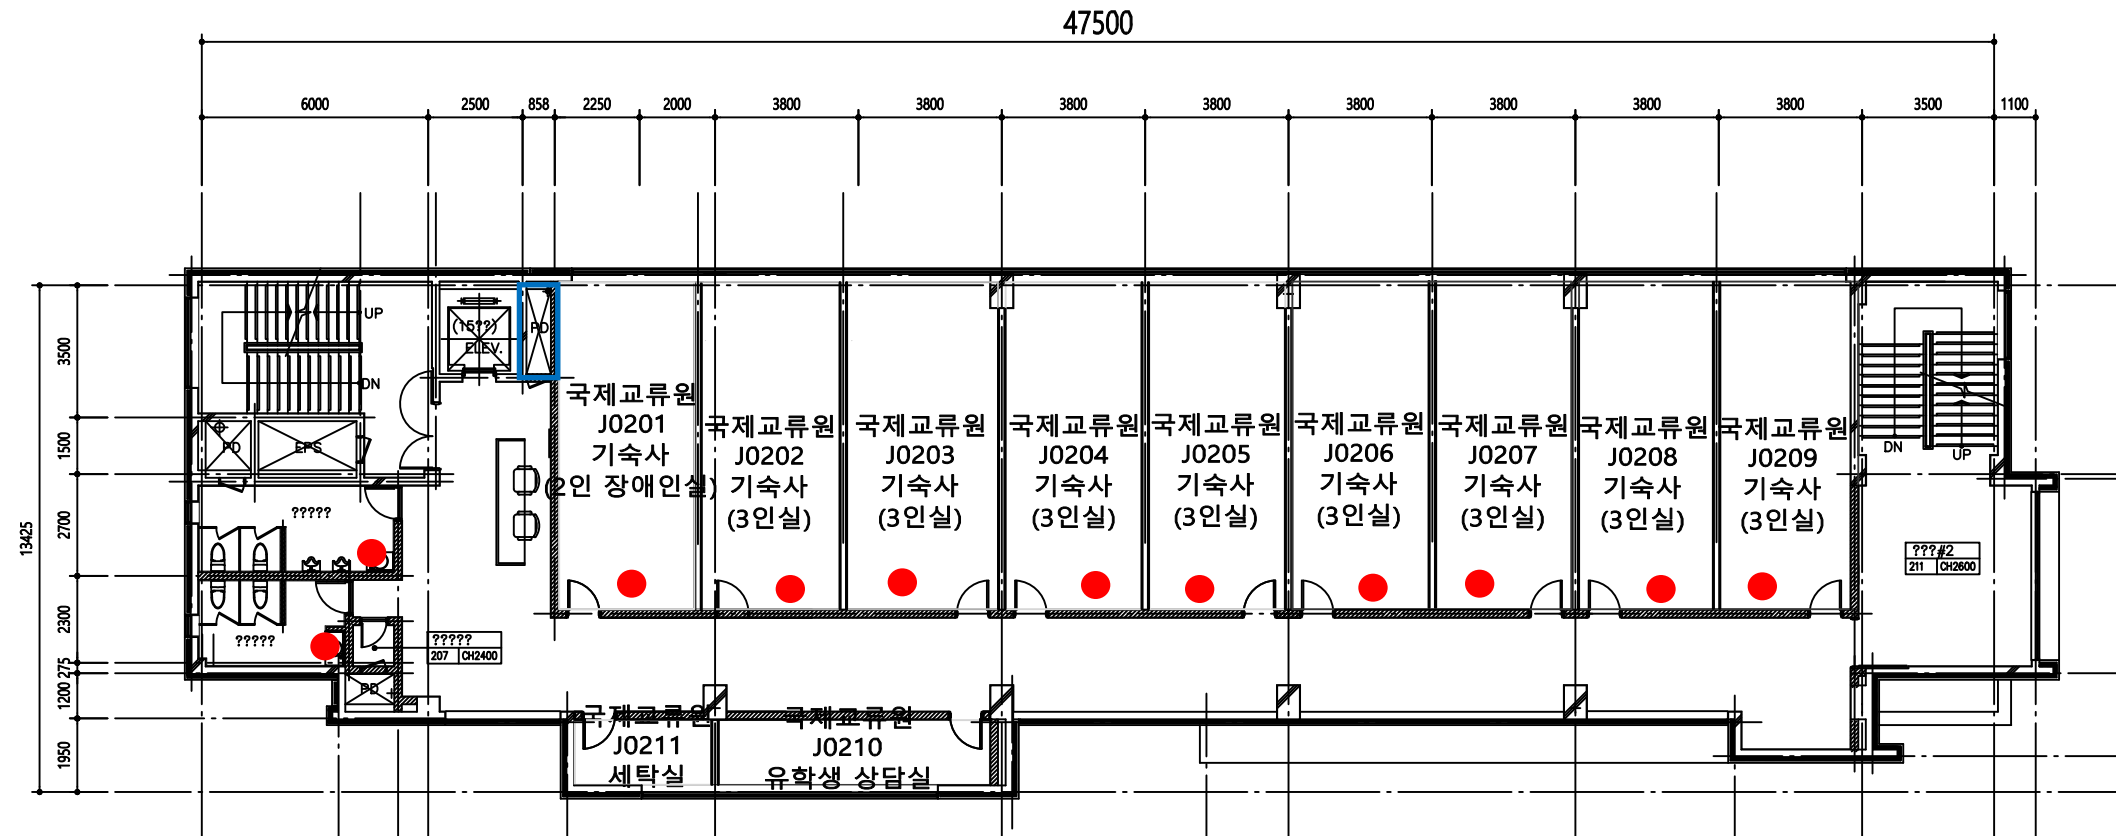 47500
6000 2500 858 2250 2000 3800 3800 3800 3800 3800 3800 3800 3800 3500 1100
13425
3500
1500
2700
2300
275
1200
1950
UP
DN
(15??)
ELEV.
PD
PD
EPS
?????
?????
PD
?????
207 CH2400
국제교류원
J0201
기숙사
(2인 장애인실)
국제교류원
J0202
기숙사
(3인실)
국제교류원
J0203
기숙사
(3인실)
국제교류원
J0204
기숙사
(3인실)
국제교류원
J0205
기숙사
(3인실)
국제교류원
J0206
기숙사
(3인실)
국제교류원
J0207
기숙사
(3인실)
국제교류원
J0208
기숙사
(3인실)
국제교류원
J0209
기숙사
(3인실)
DN
UP
???#2
211 CH2600
국제교류원
J0211
세탁실
국제교류원
J0210
유학생 상담실